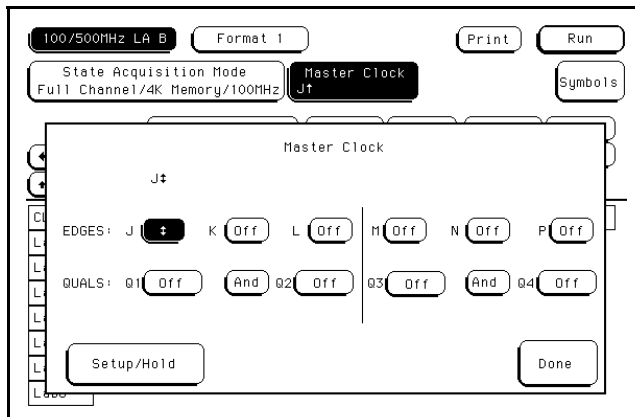 100/500MHz LA B Format 1 Print Run
State Acquisition Mode
Full Channel/4K Memory/100MHz
Master Clock
J↑
Symbols
Master Clock
J↕
EDGES: J ↕ K Off L Off M Off N Off P Off
QUALS: Q1 Off And Q2 Off Q3 Off And Q4 Off
Setup/Hold Done